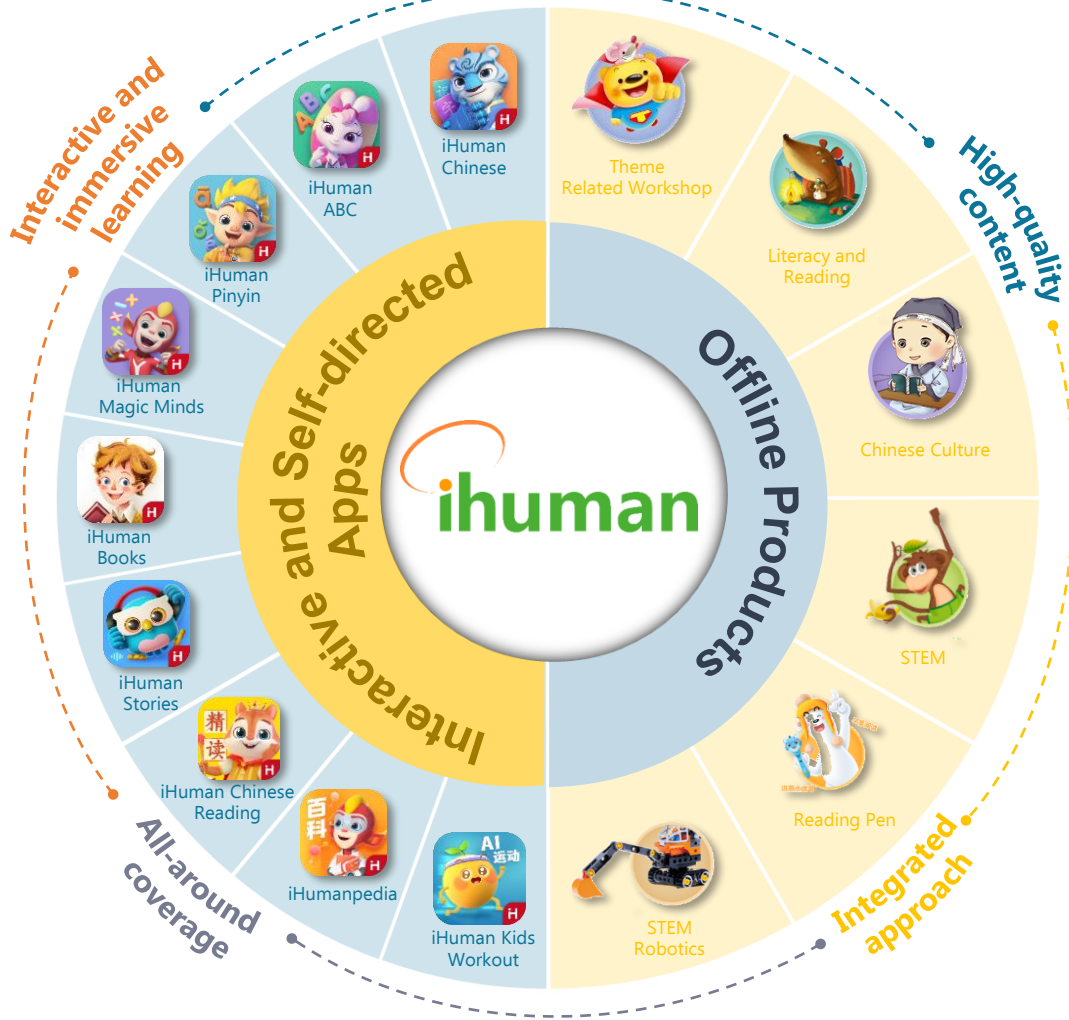 Interactive and
immersive
learning
High-quality
content
Integrated
approach
All-around
coverage
Interactive and Self-directed
Apps
Offline Products
ihuman
iHuman
Chinese
iHuman
ABC
iHuman
Pinyin
iHuman
Magic Minds
iHuman
Books
iHuman
Stories
精
读
iHuman Chinese
Reading
百
科
iHumanpedia
AI
运动
iHuman Kids
Workout
Theme
Related Workshop
Literacy and
Reading
Chinese Culture
STEM
Reading Pen
STEM
Robotics
A B C
H
H
H
H
H
H
H
H
H